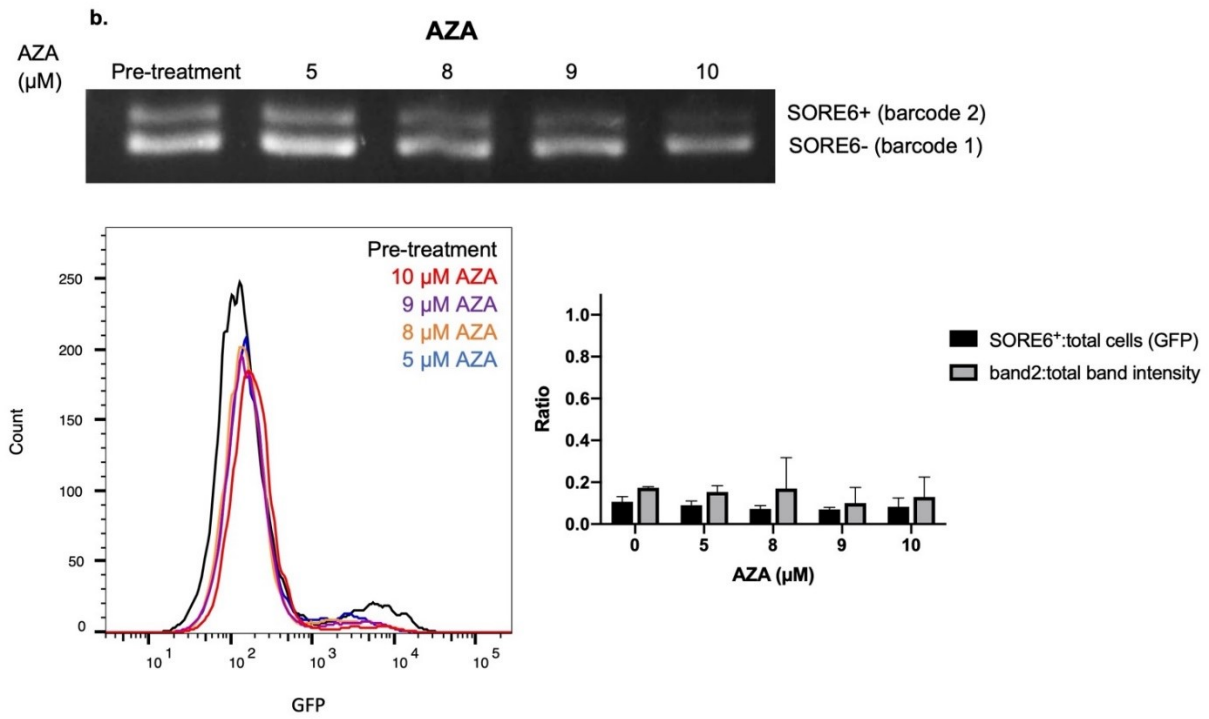 b.
AZA
AZA
(µM)
Pre-treatment 5 8 9 10
SORE6+ (barcode 2)
SORE6- (barcode 1)
Pre-treatment
10 µM AZA
9 µM AZA
8 µM AZA
5 µM AZA
250
200
150
100
50
0
Count
10¹ 10² 10³ 10⁴ 10⁵
GFP
1.0
0.8
0.6
0.4
0.2
0.0
Ratio
0 5 8 9 10
AZA (µM)
SORE6⁺:total cells (GFP)
band2:total band intensity